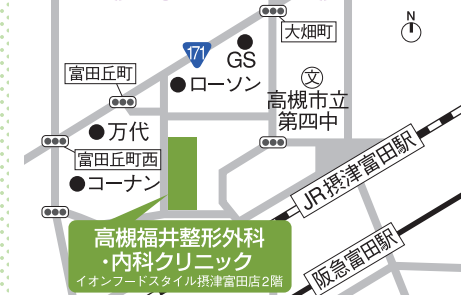 N
大畑町
171
GS
富田丘町
ローソン
文
高槻市立
第四中
万代
富田丘町西
コーナン
JR摂津富田駅
高槻福井整形外科
・内科クリニック
イオンフードスタイル摂津富田店2階
阪急富田駅